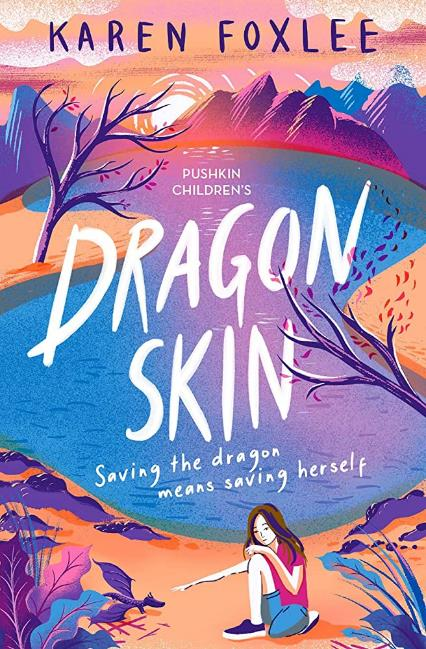 KAREN FOXLEE
PUSHKIN
CHILDREN'S
DRAGON
SKIN
Saving the dragon
means saving herself